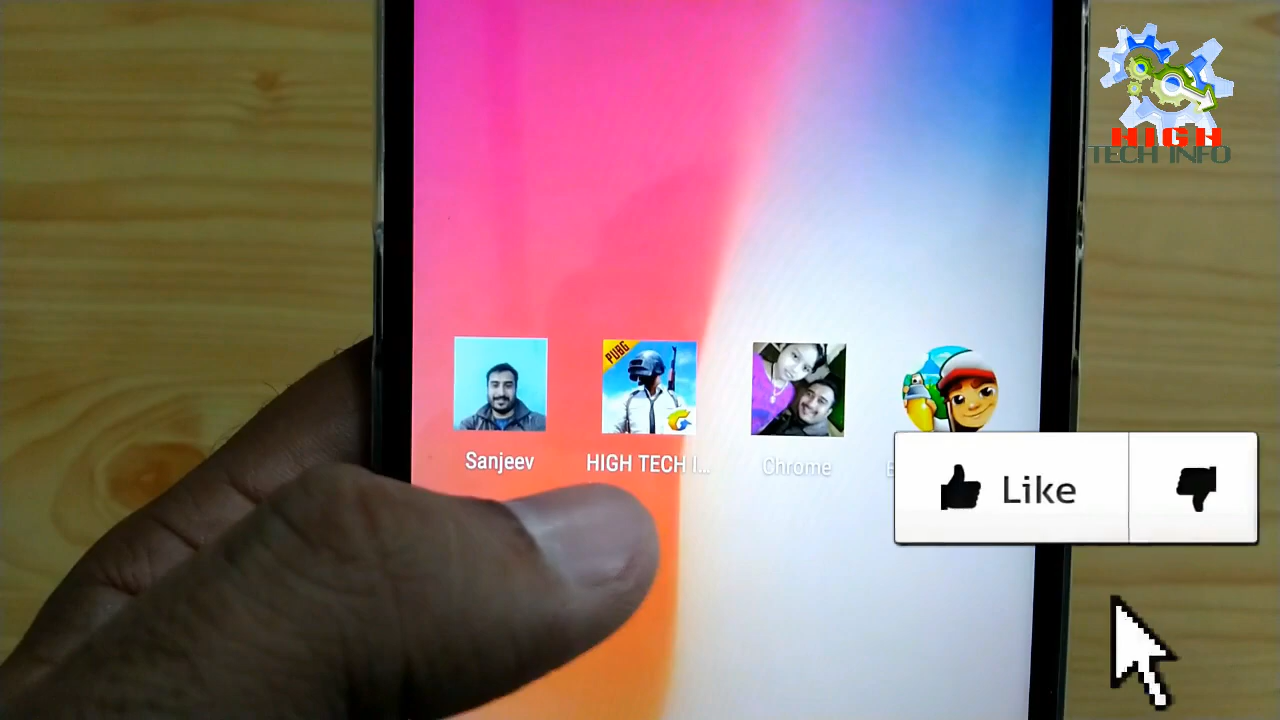 HIGH
TECH INFO
PUBG
Sanjeev
HIGH TECH I...
Chrome
Like